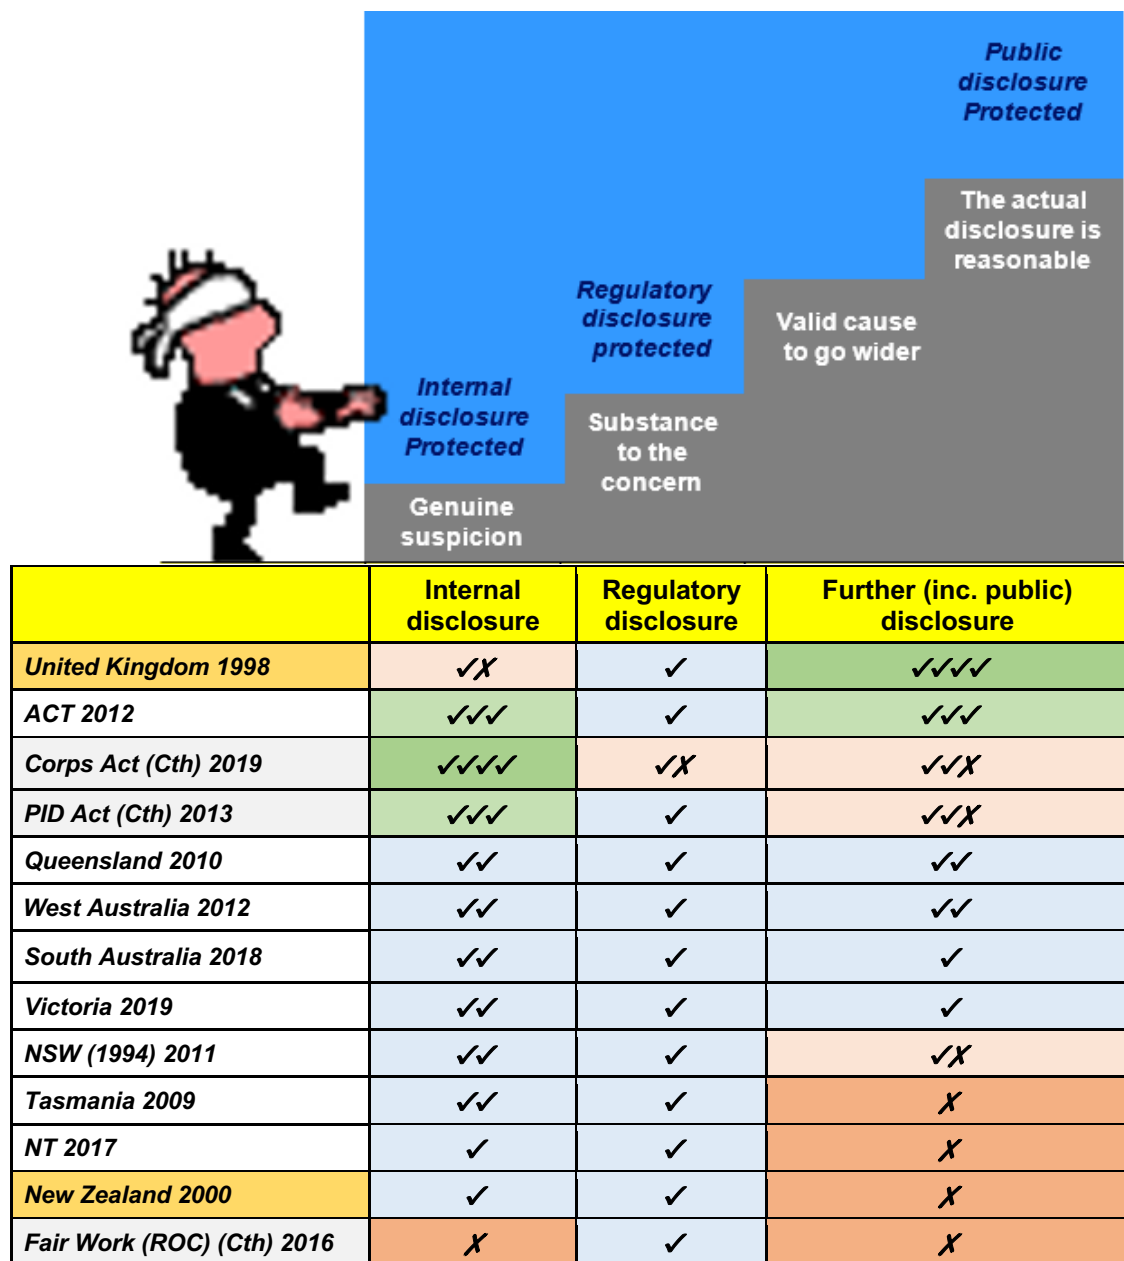 Public
disclosure
Protected
The actual
disclosure is
reasonable
Regulatory
disclosure
protected
Valid cause
to go wider
Internal
disclosure
Protected
Substance
to the
concern
Genuine
suspicion
Internal disclosure Regulatory disclosure Further (inc. public) disclosure
United Kingdom 1998 ✓✗ ✓ ✓✓✓✓
ACT 2012 ✓✓✓ ✓ ✓✓✓
Corps Act (Cth) 2019 ✓✓✓✓ ✓✗ ✓✓✗
PID Act (Cth) 2013 ✓✓✓ ✓ ✓✓✗
Queensland 2010 ✓✓ ✓ ✓✓
West Australia 2012 ✓✓ ✓ ✓✓
South Australia 2018 ✓✓ ✓ ✓
Victoria 2019 ✓✓ ✓ ✓
NSW (1994) 2011 ✓✓ ✓ ✓✗
Tasmania 2009 ✓✓ ✓ ✗
NT 2017 ✓ ✓ ✗
New Zealand 2000 ✓ ✓ ✗
Fair Work (ROC) (Cth) 2016 ✗ ✓ ✗